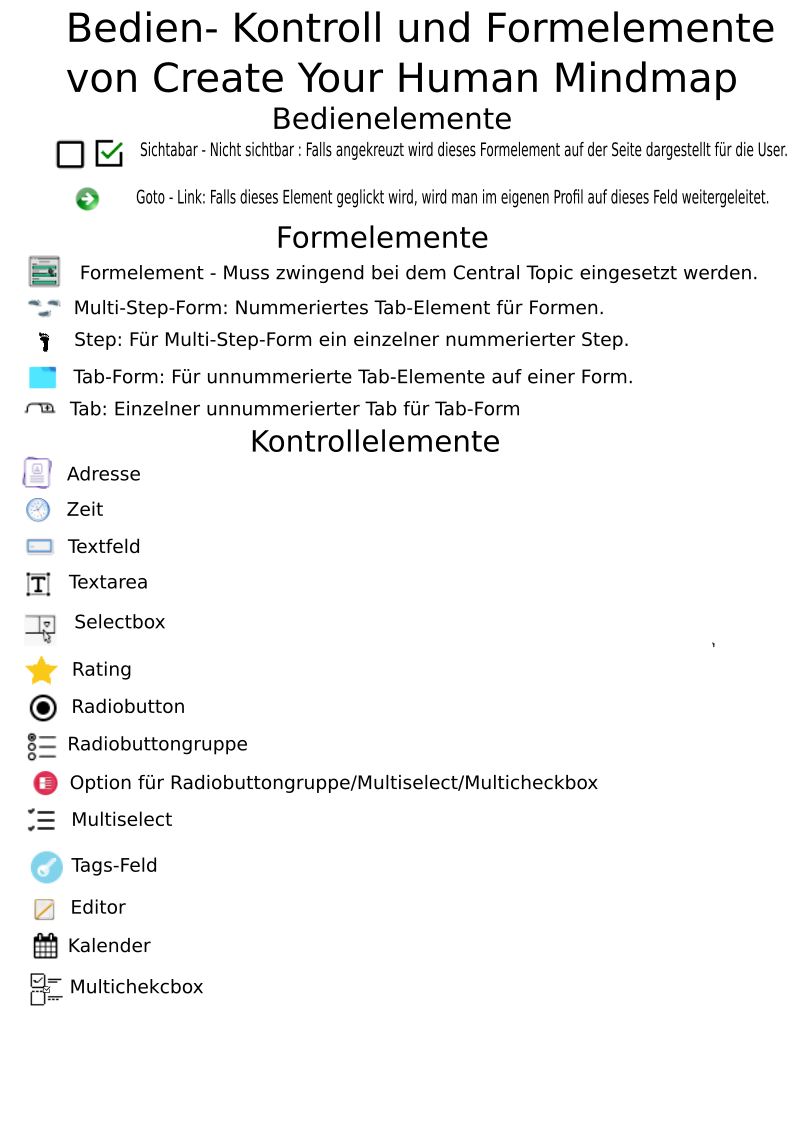 Bedien- Kontroll und Formelemente
von Create Your Human Mindmap
Bedienelemente
Sichtabar - Nicht sichtbar : Falls angekreuzt wird dieses Formelement auf der Seite dargestellt für die User.
Goto - Link: Falls dieses Element geglickt wird, wird man im eigenen Profil auf dieses Feld weitergeleitet.
Formelemente
Formelement - Muss zwingend bei dem Central Topic eingesetzt werden.
Multi-Step-Form: Nummeriertes Tab-Element für Formen.
Step: Für Multi-Step-Form ein einzelner nummerierter Step.
Tab-Form: Für unnummerierte Tab-Elemente auf einer Form.
Tab: Einzelner unnummerierter Tab für Tab-Form
Kontrollelemente
Adresse
Zeit
Textfeld
Textarea
Selectbox
Rating
Radiobutton
Radiobuttongruppe
Option für Radiobuttongruppe/Multiselect/Multicheckbox
Multiselect
Tags-Feld
Editor
Kalender
Multichekcbox